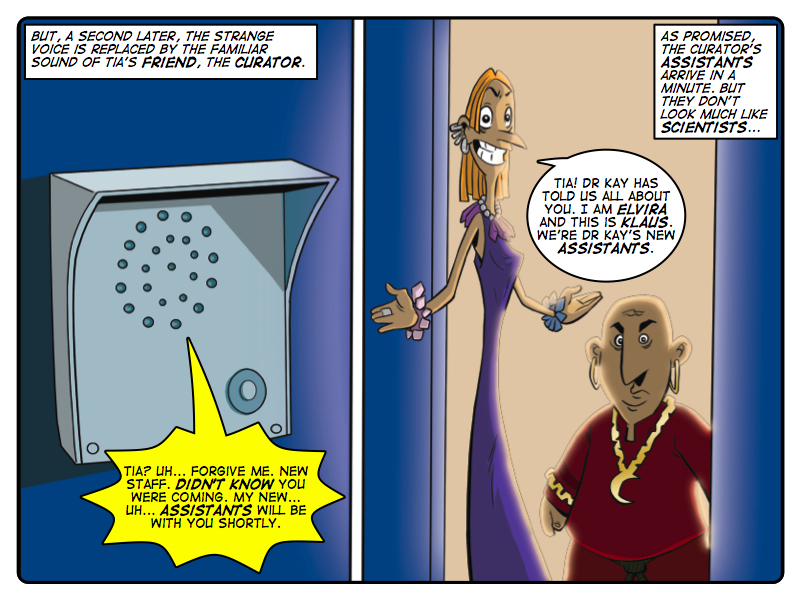 BUT, A SECOND LATER, THE STRANGE
VOICE IS REPLACED BY THE FAMILIAR
SOUND OF TIA'S FRIEND, THE CURATOR.
TIA? UH... FORGIVE ME. NEW
STAFF. DIDN'T KNOW YOU
WERE COMING. MY NEW...
UH... ASSISTANTS WILL BE
WITH YOU SHORTLY.
AS PROMISED,
THE CURATOR'S
ASSISTANTS
ARRIVE IN A
MINUTE. BUT
THEY DON'T
LOOK MUCH LIKE
SCIENTISTS...
TIA! DR KAY HAS
TOLD US ALL ABOUT
YOU. I AM ELVIRA
AND THIS IS KLAUS.
WE'RE DR KAY'S NEW
ASSISTANTS.